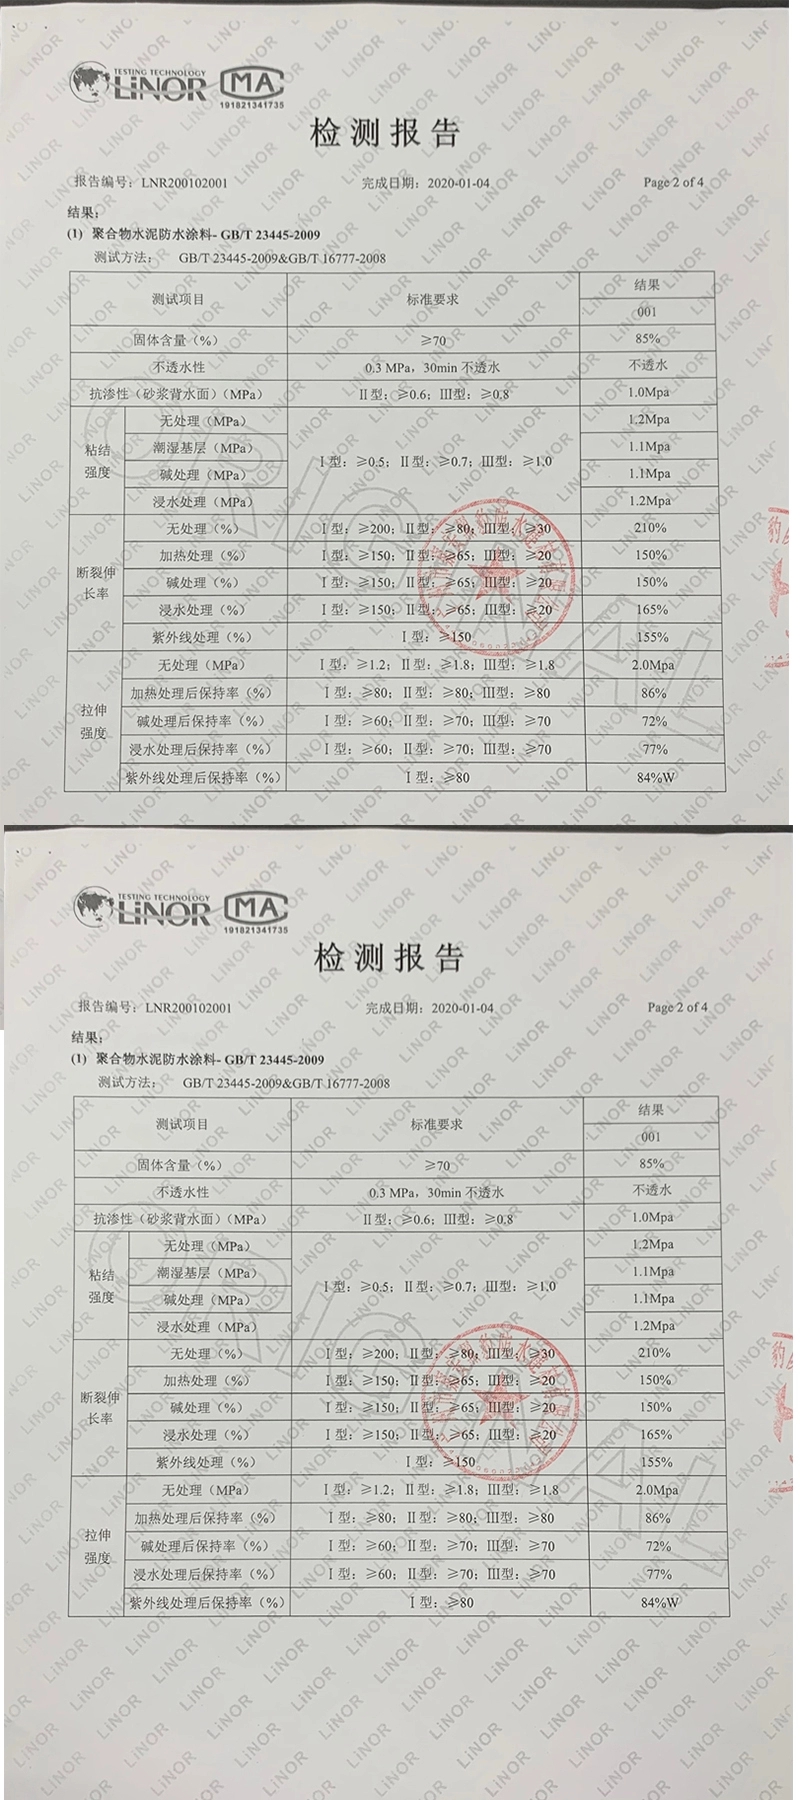 TESTING TECHNOLOGY
LiNOR
MA
191821341735
检测报告
报告编号：LNR200102001 完成日期：2020-01-04 Page 2 of 4
结果：
(1) 聚合物水泥防水涂料- GB/T 23445-2009
测试方法： GB/T 23445-2009&GB/T 16777-2008
测试项目 标准要求 结果
001
固体含量（%） ≥70 85%
不透水性 0.3 MPa，30min 不透水 不透水
抗渗性（砂浆背水面）（MPa） Ⅱ型：≥0.6；Ⅲ型：≥0.8 1.0Mpa
粘结强度 无处理（MPa） Ⅰ型：≥0.5；Ⅱ型：≥0.7；Ⅲ型：≥1.0 1.2Mpa
潮湿基层（MPa） 1.1Mpa
碱处理（MPa） 1.1Mpa
浸水处理（MPa） 1.2Mpa
断裂伸长率 无处理（%） Ⅰ型：≥200；Ⅱ型：≥80；Ⅲ型：≥30 210%
加热处理（%） Ⅰ型：≥150；Ⅱ型：≥65；Ⅲ型：≥20 150%
碱处理（%） Ⅰ型：≥150；Ⅱ型：≥65；Ⅲ型：≥20 150%
浸水处理（%） Ⅰ型：≥150；Ⅱ型：≥65；Ⅲ型：≥20 165%
紫外线处理（%） Ⅰ型：≥150 155%
拉伸强度 无处理（MPa） Ⅰ型：≥1.2；Ⅱ型：≥1.8；Ⅲ型：≥1.8 2.0Mpa
加热处理后保持率（%） Ⅰ型：≥80；Ⅱ型：≥80；Ⅲ型：≥80 86%
碱处理后保持率（%） Ⅰ型：≥60；Ⅱ型：≥70；Ⅲ型：≥70 72%
浸水处理后保持率（%） Ⅰ型：≥60；Ⅱ型：≥70；Ⅲ型：≥70 77%
紫外线处理后保持率（%） Ⅰ型：≥80 84%W
ORIGINAL
TESTING TECHNOLOGY
LiNOR
MA
191821341735
检测报告
报告编号：LNR200102001 完成日期：2020-01-04 Page 2 of 4
结果：
(1) 聚合物水泥防水涂料- GB/T 23445-2009
测试方法： GB/T 23445-2009&GB/T 16777-2008
测试项目 标准要求 结果
001
固体含量（%） ≥70 85%
不透水性 0.3 MPa，30min 不透水 不透水
抗渗性（砂浆背水面）（MPa） Ⅱ型：≥0.6；Ⅲ型：≥0.8 1.0Mpa
粘结强度 无处理（MPa） Ⅰ型：≥0.5；Ⅱ型：≥0.7；Ⅲ型：≥1.0 1.2Mpa
潮湿基层（MPa） 1.1Mpa
碱处理（MPa） 1.1Mpa
浸水处理（MPa） 1.2Mpa
断裂伸长率 无处理（%） Ⅰ型：≥200；Ⅱ型：≥80；Ⅲ型：≥30 210%
加热处理（%） Ⅰ型：≥150；Ⅱ型：≥65；Ⅲ型：≥20 150%
碱处理（%） Ⅰ型：≥150；Ⅱ型：≥65；Ⅲ型：≥20 150%
浸水处理（%） Ⅰ型：≥150；Ⅱ型：≥65；Ⅲ型：≥20 165%
紫外线处理（%） Ⅰ型：≥150 155%
拉伸强度 无处理（MPa） Ⅰ型：≥1.2；Ⅱ型：≥1.8；Ⅲ型：≥1.8 2.0Mpa
加热处理后保持率（%） Ⅰ型：≥80；Ⅱ型：≥80；Ⅲ型：≥80 86%
碱处理后保持率（%） Ⅰ型：≥60；Ⅱ型：≥70；Ⅲ型：≥70 72%
浸水处理后保持率（%） Ⅰ型：≥60；Ⅱ型：≥70；Ⅲ型：≥70 77%
紫外线处理后保持率（%） Ⅰ型：≥80 84%W
ORIGINAL